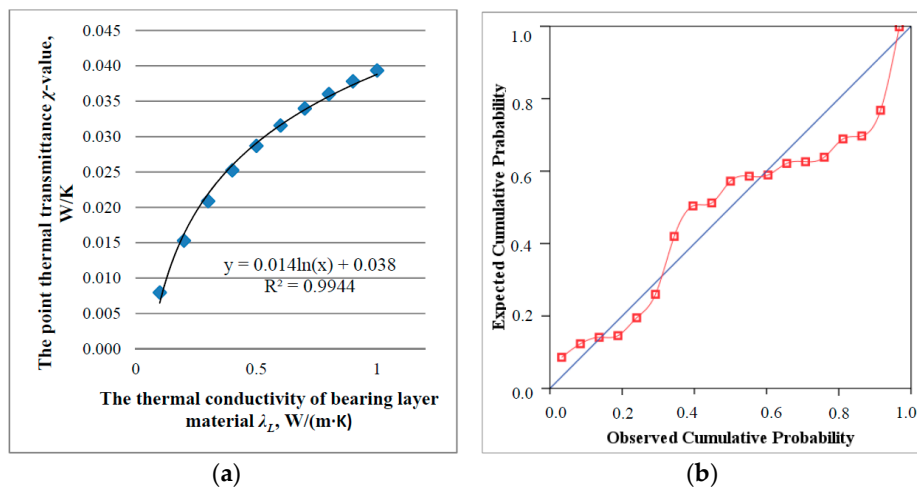 The point thermal transmittance χ-value,
W/K
0.045
0.040
0.035
0.030
0.025
0.020
0.015
0.010
0.005
0.000
y = 0.014ln(x) + 0.038
R² = 0.9944
0
0.5
1
The thermal conductivity of bearing layer
material λL, W/(m·K)
(a)
Expected Cumulative Prabability
1.0
0.8
0.6
0.4
0.2
0.0
0.0
0.2
0.4
0.6
0.8
1.0
Observed Cumulative Probability
(b)